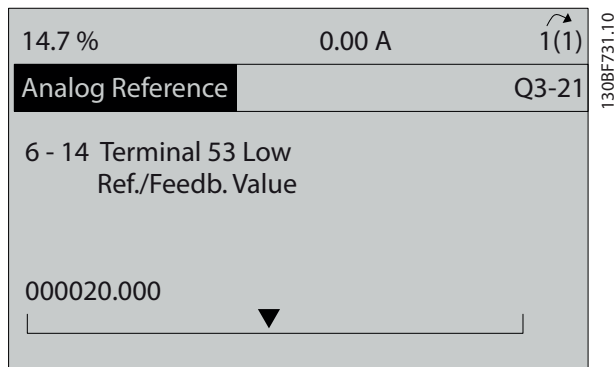 14.7 % 0.00 A 1(1)
Analog Reference Q3-21
6 - 14 Terminal 53 Low
Ref./Feedb. Value
000020.000
130BF731.10